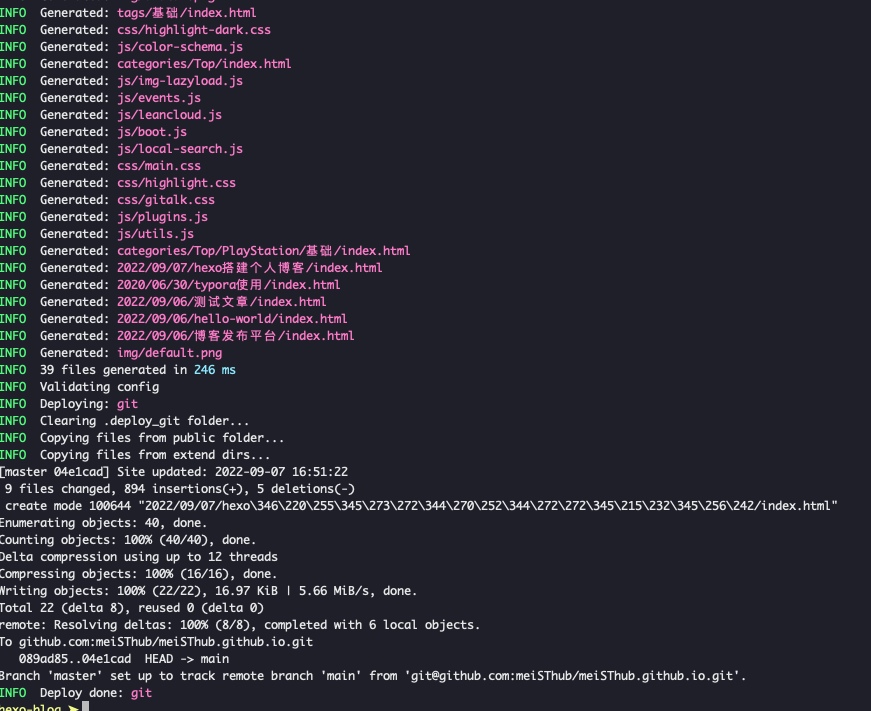 INFO  Generated: tags/基础/index.html
INFO  Generated: css/highlight-dark.css
INFO  Generated: js/color-schema.js
INFO  Generated: categories/Top/index.html
INFO  Generated: js/img-lazyload.js
INFO  Generated: js/events.js
INFO  Generated: js/leancloud.js
INFO  Generated: js/boot.js
INFO  Generated: js/local-search.js
INFO  Generated: css/main.css
INFO  Generated: css/highlight.css
INFO  Generated: css/gitalk.css
INFO  Generated: js/plugins.js
INFO  Generated: js/utils.js
INFO  Generated: categories/Top/PlayStation/基础/index.html
INFO  Generated: 2022/09/07/hexo搭建个人博客/index.html
INFO  Generated: 2020/06/30/typora使用/index.html
INFO  Generated: 2022/09/06/测试文章/index.html
INFO  Generated: 2022/09/06/hello-world/index.html
INFO  Generated: 2022/09/06/博客发布平台/index.html
INFO  Generated: img/default.png
INFO  39 files generated in 246 ms
INFO  Validating config
INFO  Deploying: git
INFO  Clearing .deploy_git folder...
INFO  Copying files from public folder...
INFO  Copying files from extend dirs...
[master 04e1cad] Site updated: 2022-09-07 16:51:22
 9 files changed, 894 insertions(+), 5 deletions(-)
 create mode 100644 "2022/09/07/hexo\346\220\255\345\273\272\344\270\252\344\272\272\345\215\232\345\256\242/index.html"
Enumerating objects: 40, done.
Counting objects: 100% (40/40), done.
Delta compression using up to 12 threads
Compressing objects: 100% (16/16), done.
Writing objects: 100% (22/22), 16.97 KiB | 5.66 MiB/s, done.
Total 22 (delta 8), reused 0 (delta 0)
remote: Resolving deltas: 100% (8/8), completed with 6 local objects.
To github.com:meiSThub/meiSThub.github.io.git
   089ad85..04e1cad  HEAD -> main
Branch 'master' set up to track remote branch 'main' from 'git@github.com:meiSThub/meiSThub.github.io.git'.
INFO  Deploy done: git
hexo-blog ➤